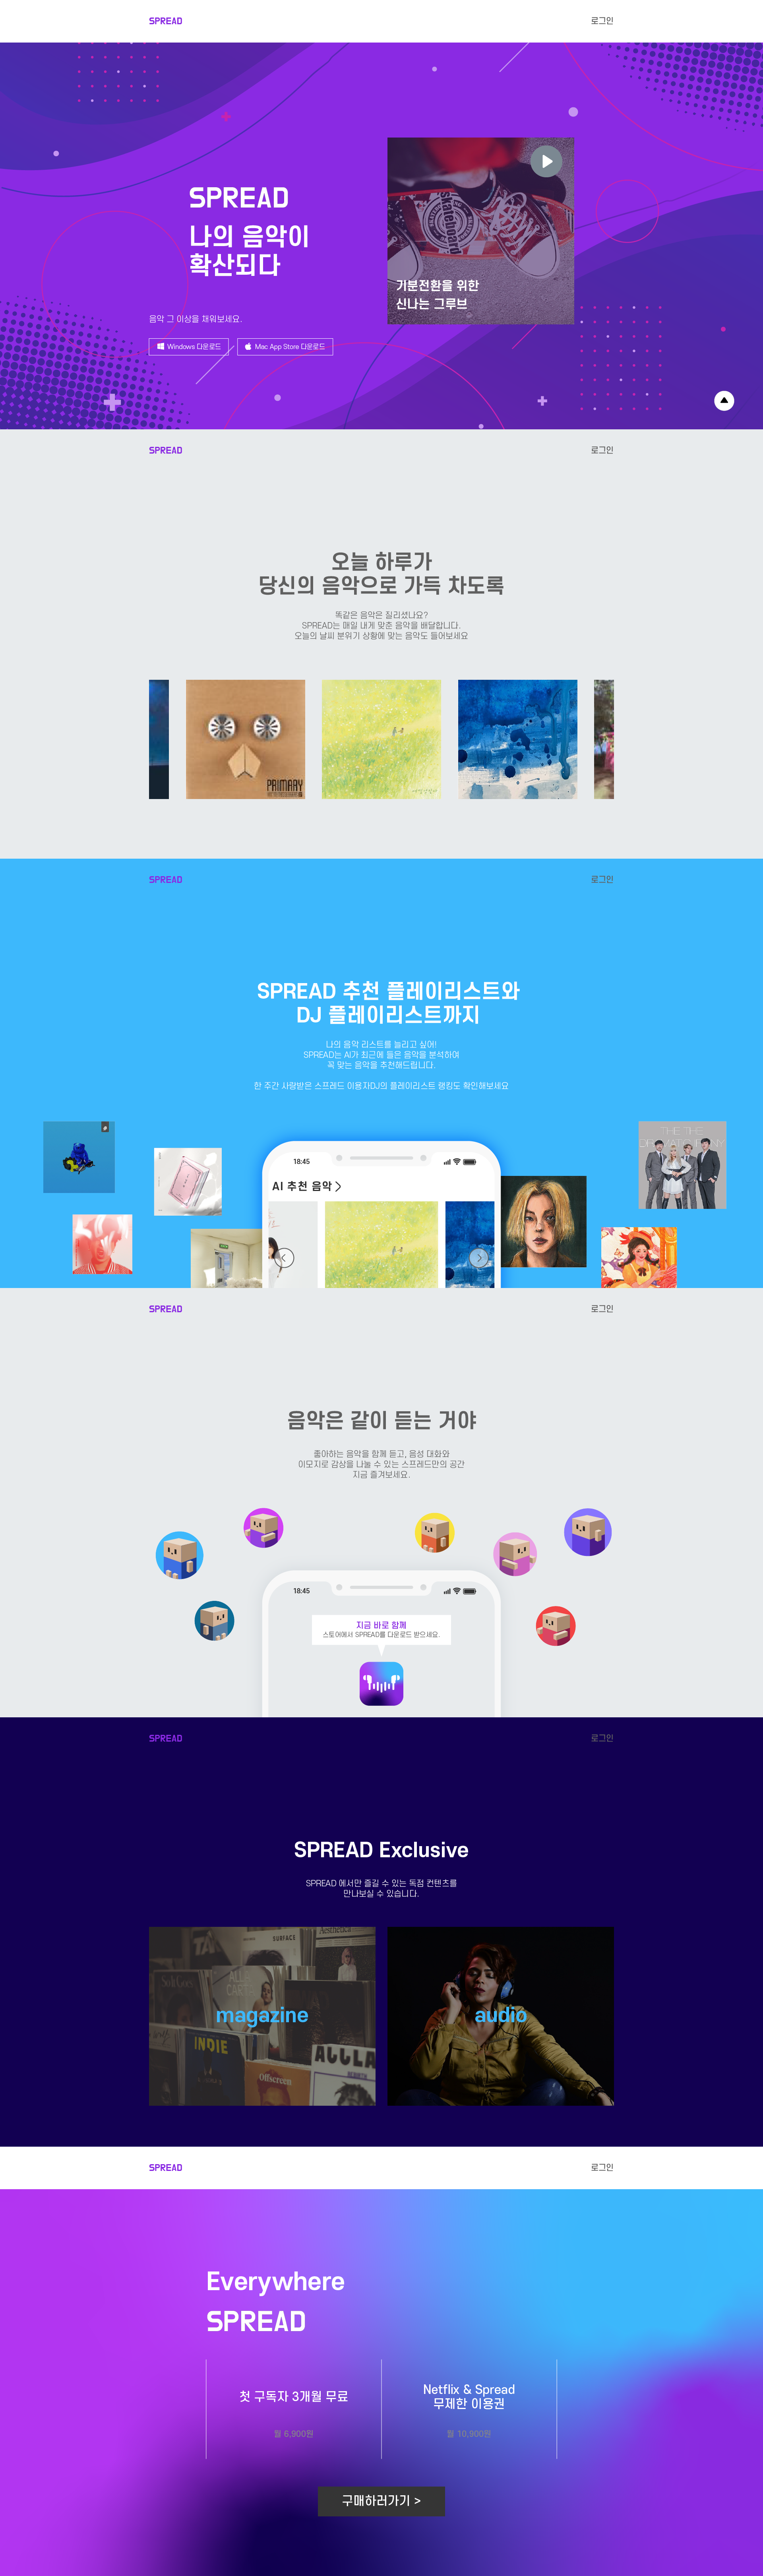 SPREAD
로그인
SPREAD
나의 음악이
확산되다
기분전환을 위한
신나는 그루브
음악 그 이상을 채워보세요.
Windows 다운로드
Mac App Store 다운로드
SPREAD
로그인
오늘 하루가
당신의 음악으로 가득 차도록
똑같은 음악은 질리셨나요?
SPREAD는 매일 내게 맞춘 음악을 배달합니다.
오늘의 날씨 분위기 상황에 맞는 음악도 들어보세요
PRIMARY
SPREAD
로그인
SPREAD 추천 플레이리스트와
DJ 플레이리스트까지
나의 음악 리스트를 늘리고 싶어!
SPREAD는 AI가 최근에 들은 음악을 분석하여
꼭 맞는 음악을 추천해드립니다.
한 주간 사랑받은 스프레드 이용자DJ의 플레이리스트 랭킹도 확인해보세요
18:45
AI 추천 음악
SPREAD
로그인
음악은 같이 듣는 거야
좋아하는 음악을 함께 듣고, 음성 대화와
이모지로 감상을 나눌 수 있는 스프레드만의 공간
지금 즐겨보세요.
18:45
지금 바로 함께
스토어에서 SPREAD를 다운로드 받으세요.
SPREAD
로그인
SPREAD Exclusive
SPREAD 에서만 즐길 수 있는 독점 컨텐츠를
만나보실 수 있습니다.
SURFACE
magazine
INDIE
Offscreen
audio
SPREAD
로그인
Everywhere
SPREAD
첫 구독자 3개월 무료
월 6,900원
Netflix & Spread
무제한 이용권
월 10,900원
구매하러가기 >